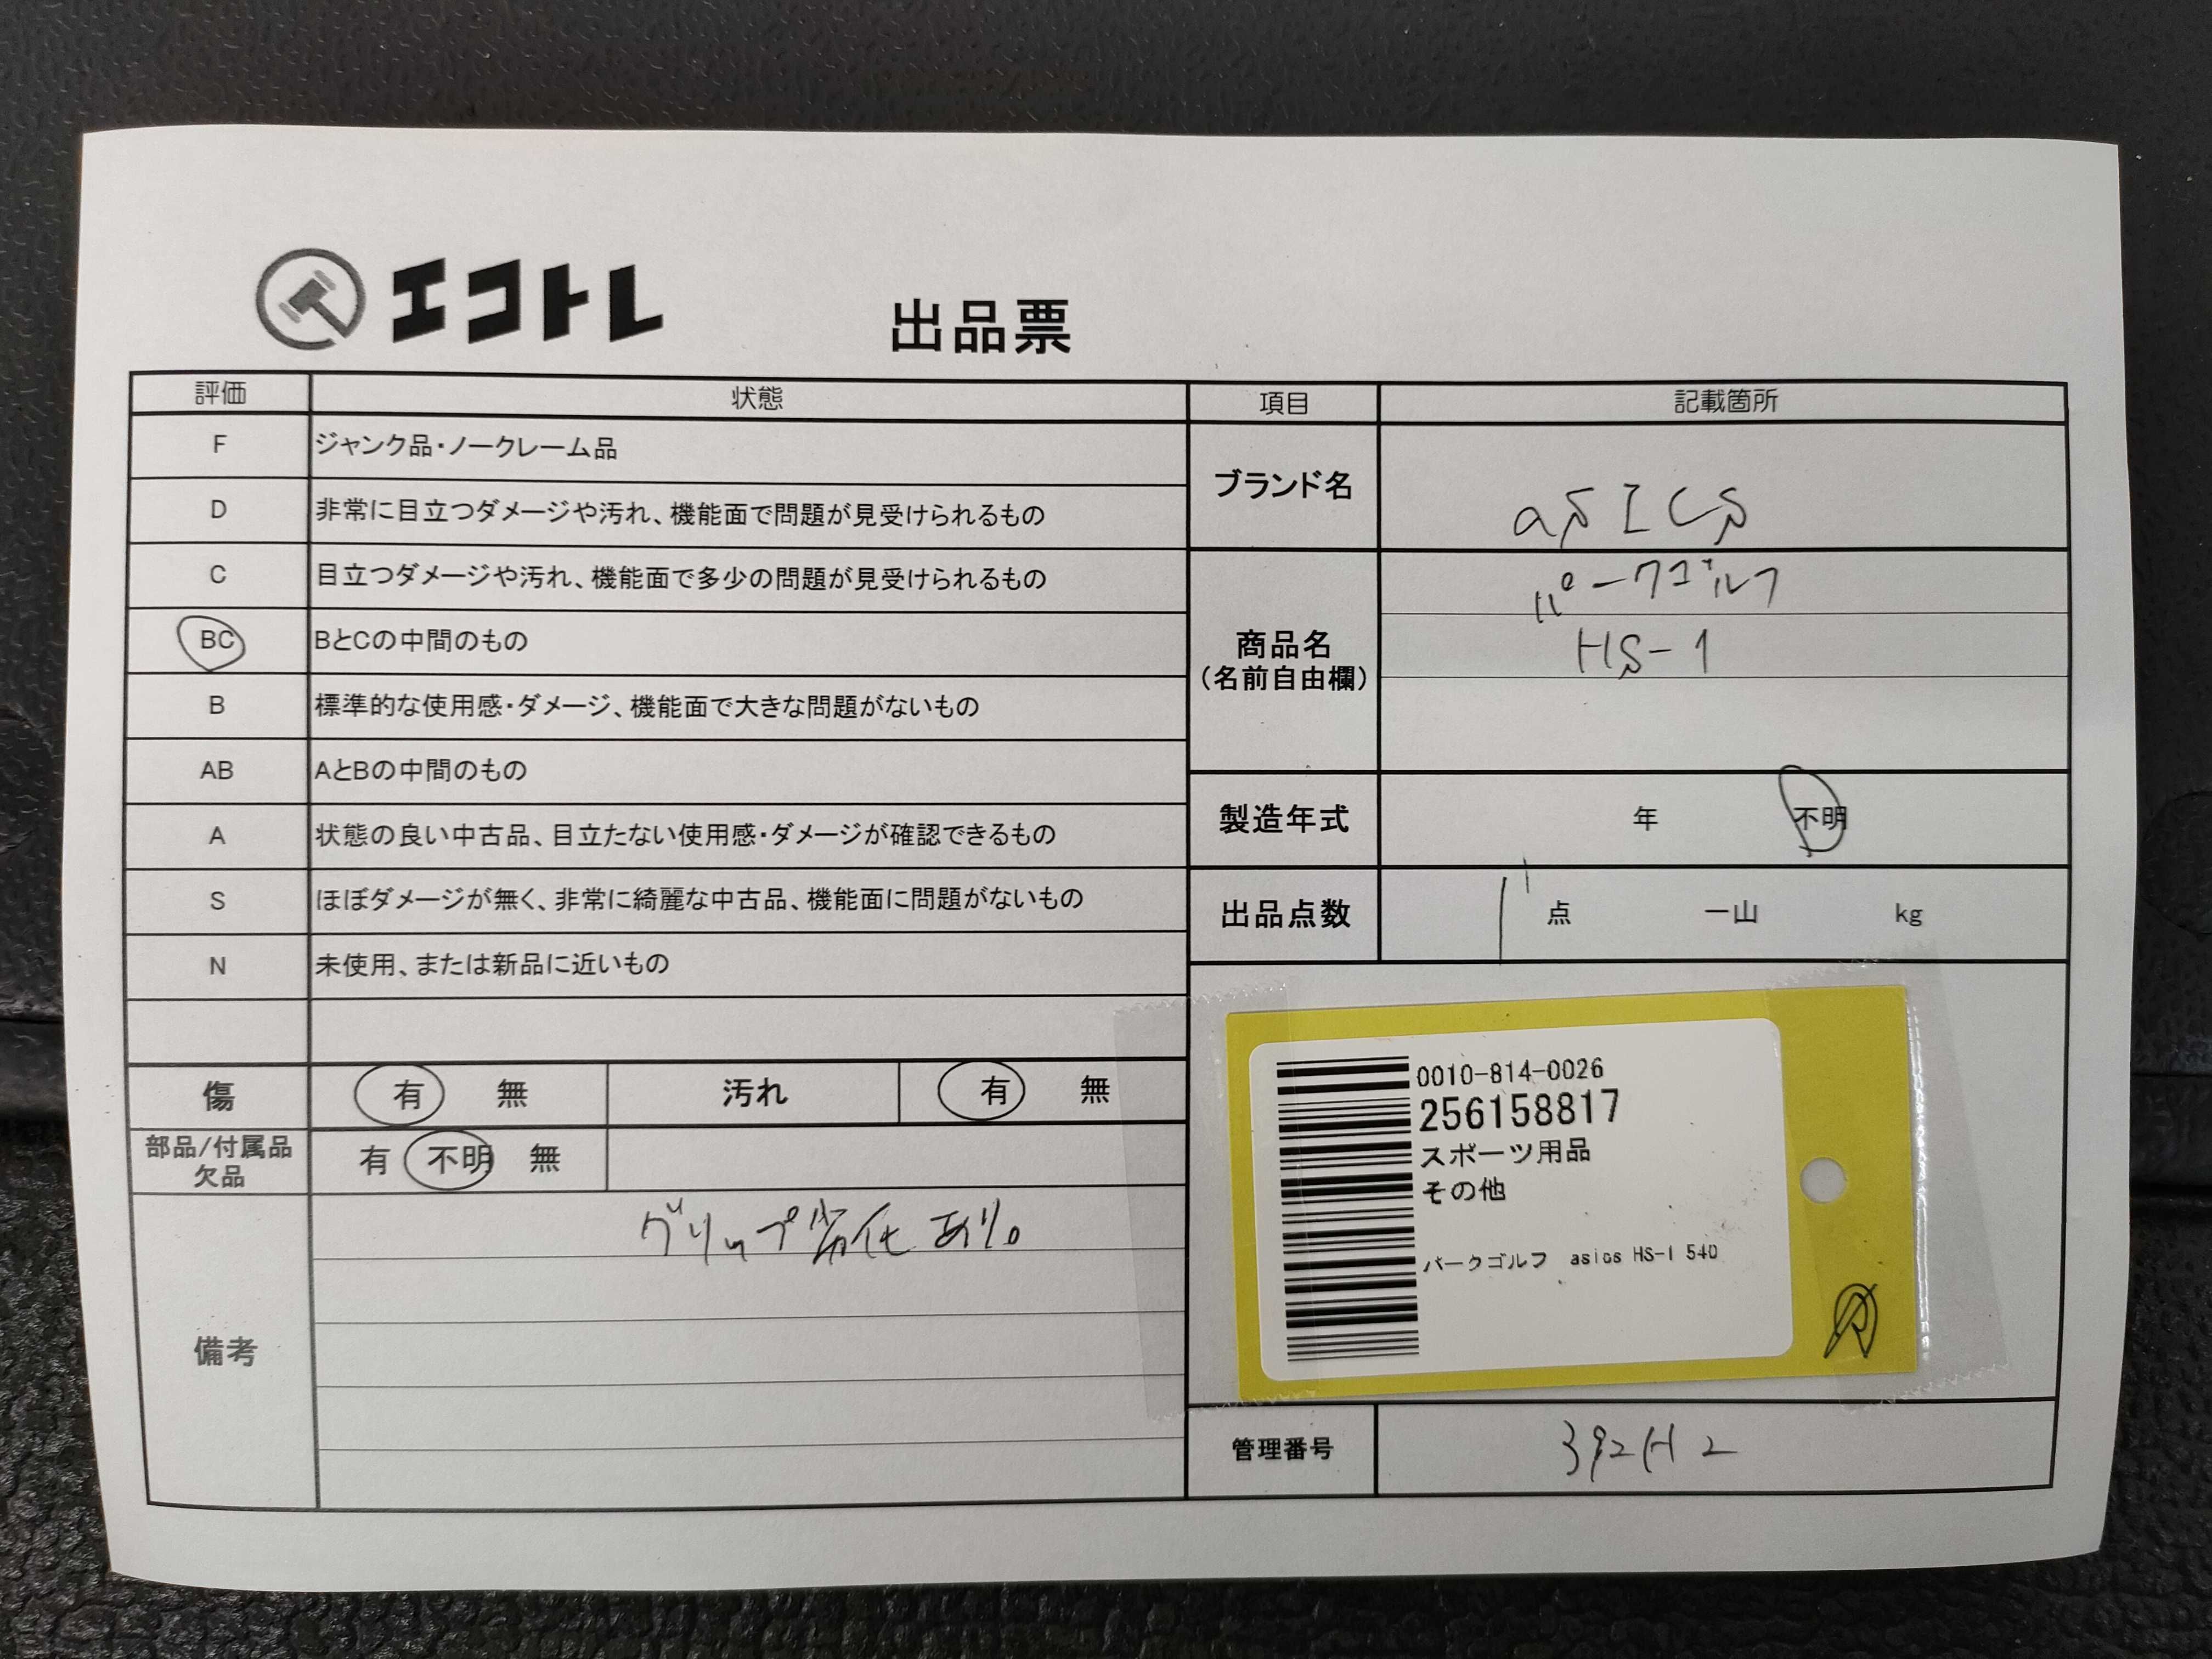 エコトレ
出品票
評価 状態
F ジャンク品・ノークレーム品
D 非常に目立つダメージや汚れ、機能面で問題が見受けられるもの
C 目立つダメージや汚れ、機能面で多少の問題が見受けられるもの
BC BとCの中間のもの
B 標準的な使用感・ダメージ、機能面で大きな問題がないもの
AB AとBの中間のもの
A 状態の良い中古品、目立たない使用感・ダメージが確認できるもの
S ほぼダメージが無く、非常に綺麗な中古品、機能面に問題がないもの
N 未使用、または新品に近いもの
傷 有 無 汚れ 有 無
部品/付属品
欠品
有 不明 無
備考
グリップ劣化あり。
項目 記載箇所
ブランド名 asICs
商品名
(名前自由欄)
パークゴルフ
HS-1
製造年式 年 不明
出品点数 1 点 一山 kg
0010-814-0026
256158817
スポーツ用品
その他
パークゴルフ asics HS-1 540
管理番号 392H2